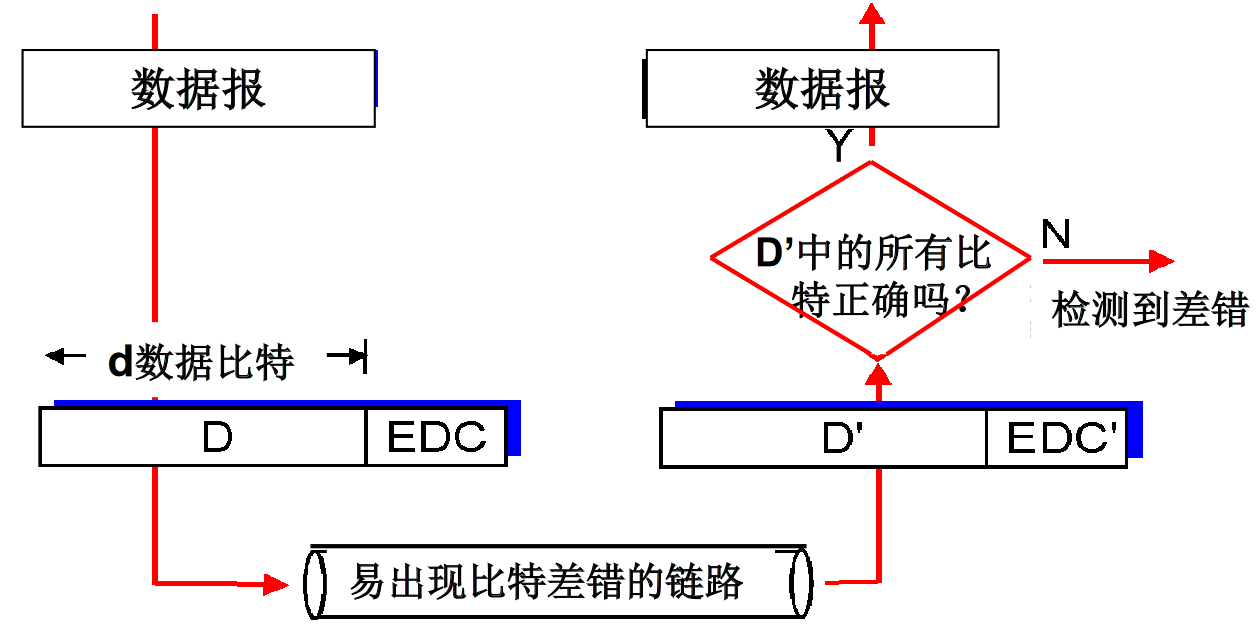 数据报
数据报
Y
D’中的所有比
特正确吗?
N
检测到差错
d数据比特
D
EDC
D'
EDC'
易出现比特差错的链路